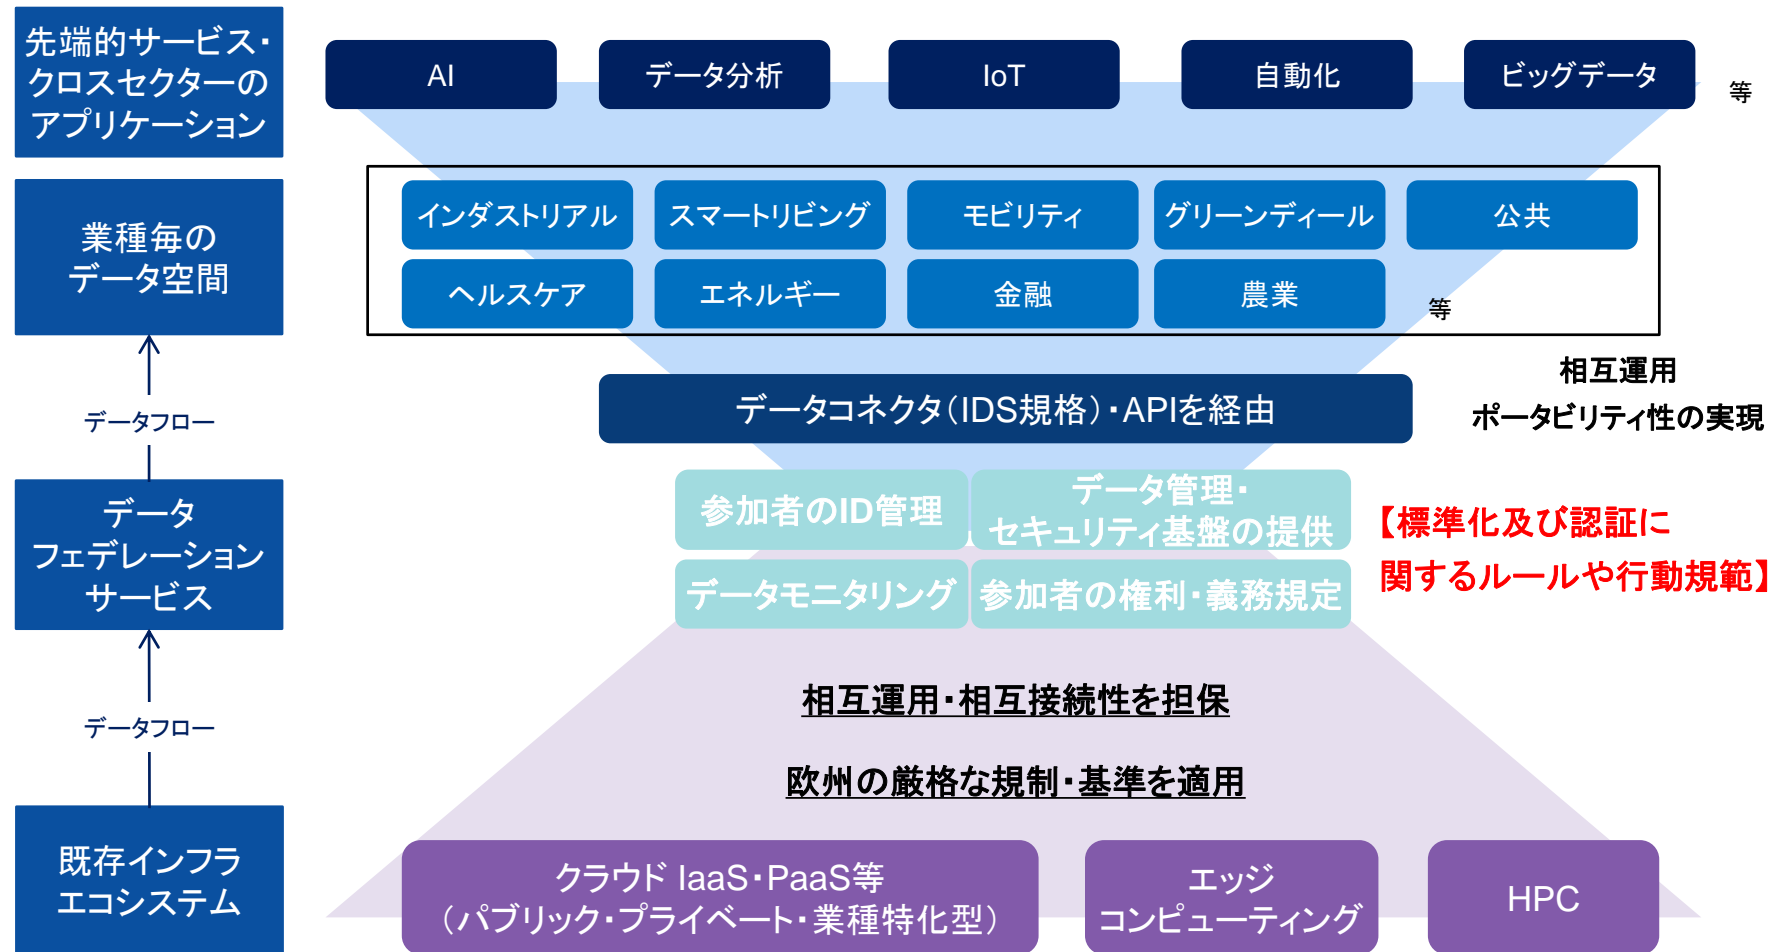 先端的サービス・
クロスセクターの
アプリケーション
AI
データ分析
IoT
自動化
ビッグデータ
等
業種毎の
データ空間
インダストリアル
スマートリビング
モビリティ
グリーンディール
公共
ヘルスケア
エネルギー
金融
農業
等
データフロー
データコネクタ(IDS規格)・APIを経由
相互運用
ポータビリティ性の実現
データ
フェデレーション
サービス
参加者のID管理
データ管理・
セキュリティ基盤の提供
データモニタリング
参加者の権利・義務規定
【標準化及び認証に
関するルールや行動規範】
データフロー
相互運用・相互接続性を担保
欧州の厳格な規制・基準を適用
既存インフラ
エコシステム
クラウド IaaS・PaaS等
(パブリック・プライベート・業種特化型)
エッジ
コンピューティング
HPC